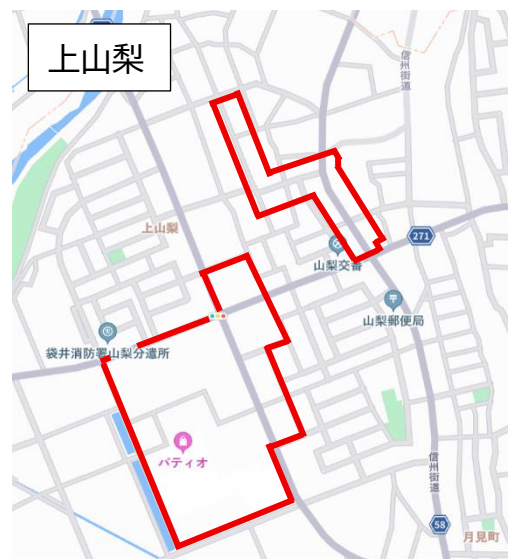 上山梨
信州街道
上山梨
271
山梨交番
山梨郵便局
袋井消防署山梨分遣所
パティオ
信州街道
58
月見町